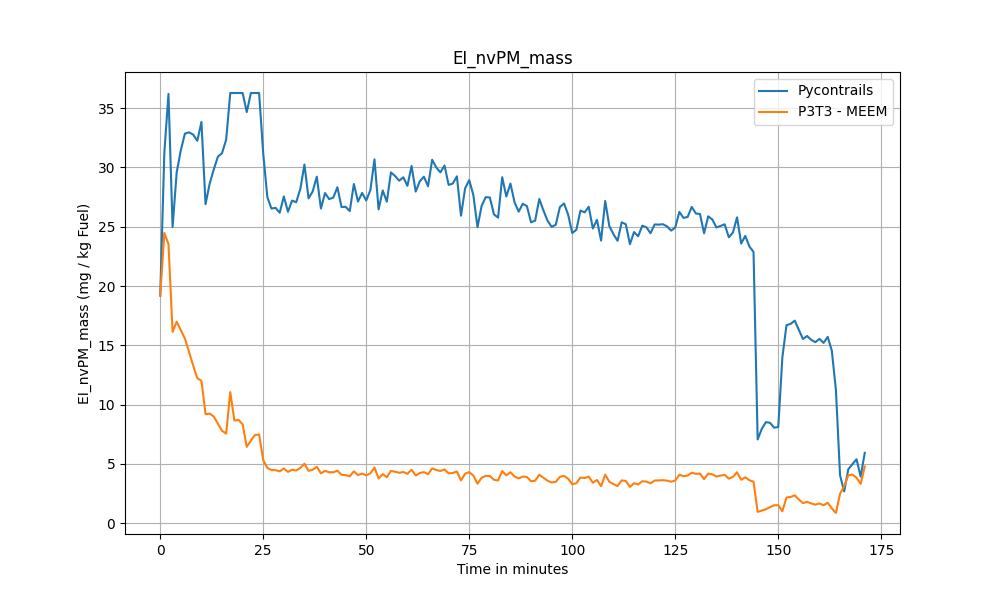 EI_nvPM_mass
Pycontrails
P3T3 - MEEM
EI_nvPM_mass (mg / kg Fuel)
35
30
25
20
15
10
5
0
0 25 50 75 100 125 150 175
Time in minutes